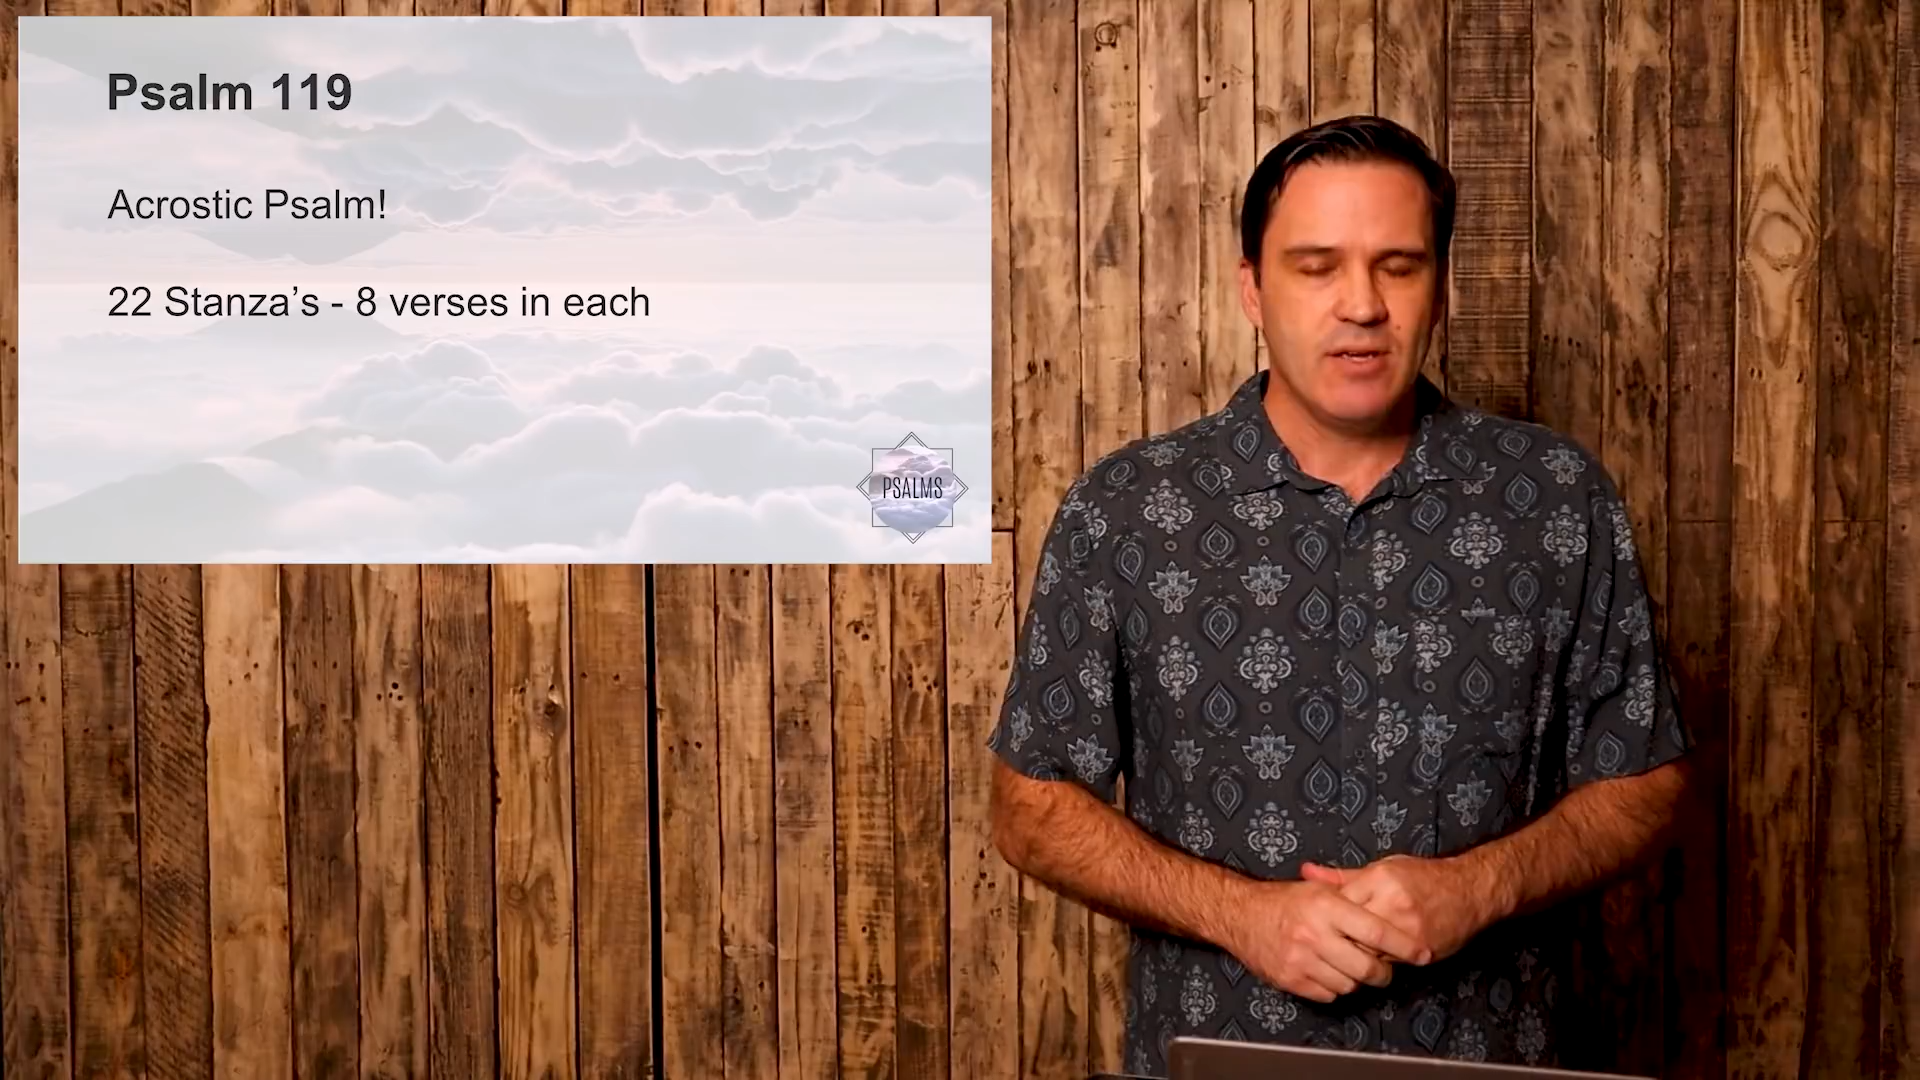 Psalm 119
Acrostic Psalm!
22 Stanza’s - 8 verses in each
PSALMS